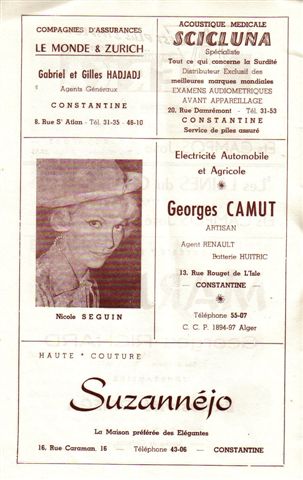 COMPAGNIES D'ASSURANCES
LE MONDE & ZURICH
Gabriel et Gilles HADJADJ
Agents Généraux
CONSTANTINE
8. Rue St Atian - Tél. 31-35 - 46-10
ACOUSTIQUE MEDICALE
SCICLUNA
Spécialiste
Tout ce qui concerne la Surdité
Distributeur Exclusif des
meilleures marques mondiales
EXAMENS AUDIOMETRIQUES
AVANT APPAREILLAGE
20. Rue Damrémont - Tél. 31-53
CONSTANTINE
Service de piles assuré
Nicole SEGUIN
Electricité Automobile
et Agricole
Georges CAMUT
ARTISAN
Agent RENAULT
Batterie HUITRIC
13. Rue Rouget de L'Isle
— CONSTANTINE —
Téléphone 55-07
C. C. P. 1894-97 Alger
HAUTE * COUTURE
Suzannéjo
La Maison préférée des Elégantes
16. Rue Caraman. 16 — Téléphone 43-06 — CONSTANTINE